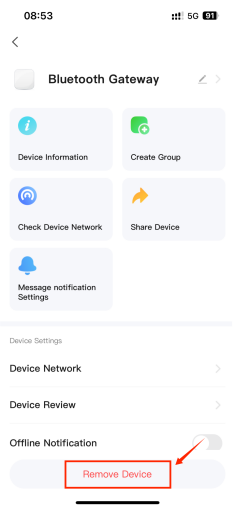 08:53
5G 91
Bluetooth Gateway
Device Information
Create Group
Check Device Network
Share Device
Message notification
Settings
Device Settings
Device Network
Device Review
Offline Notification
Remove Device